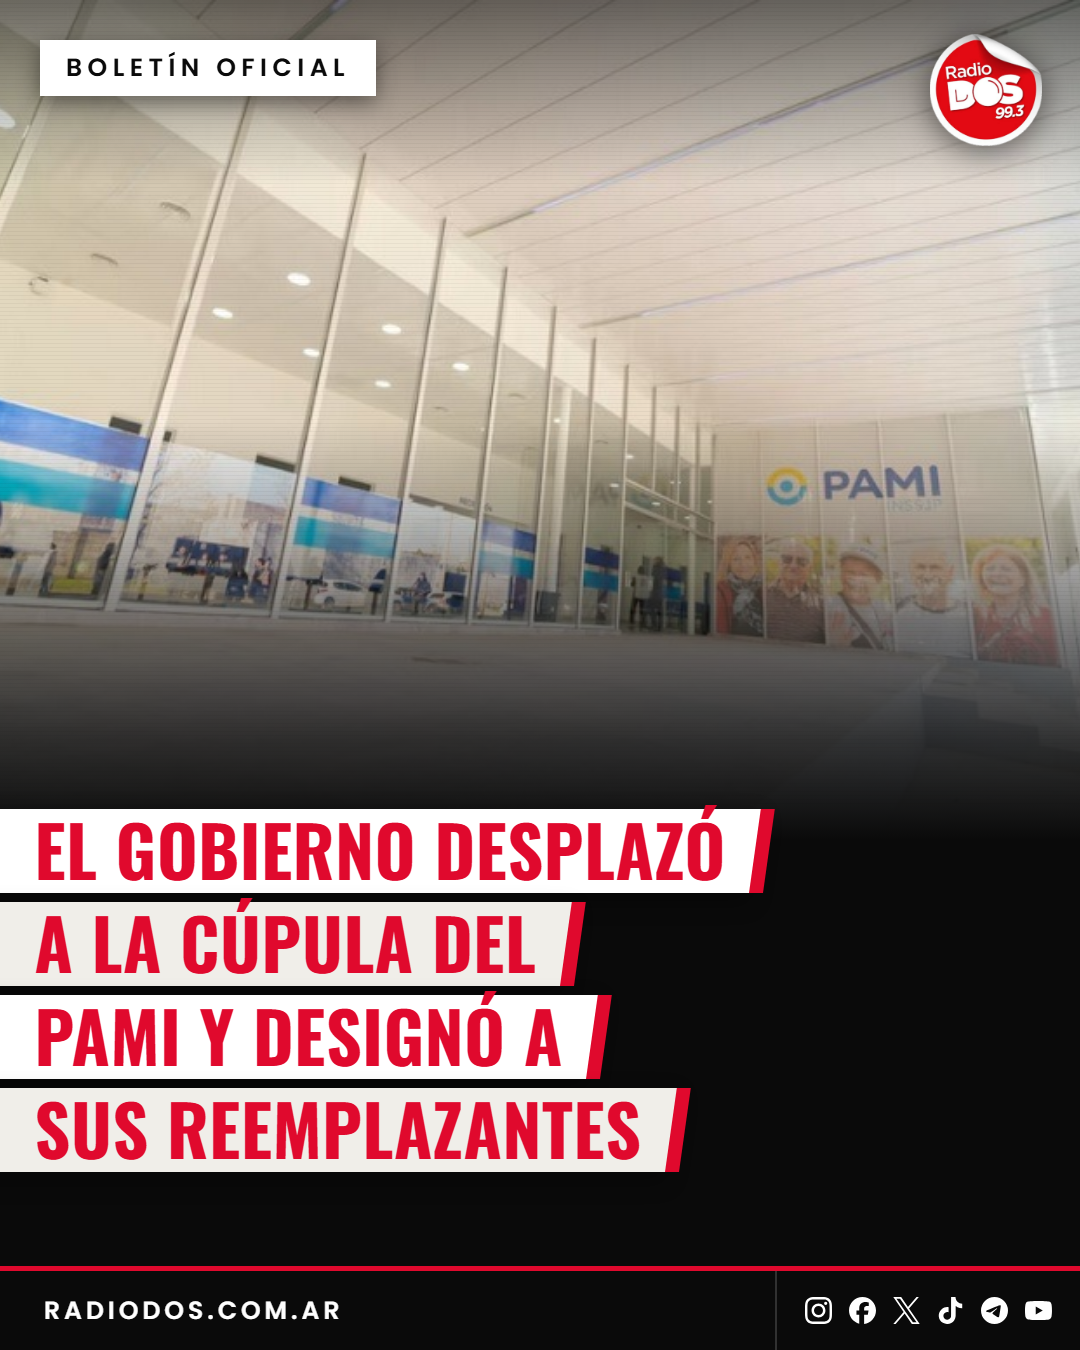 BOLETÍN OFICIAL
Radio
DOS
99.3
PAMI
INSSJP
EL GOBIERNO DESPLAZÓ
A LA CÚPULA DEL
PAMI Y DESIGNÓ A
SUS REEMPLAZANTES
RADIODOS.COM.AR